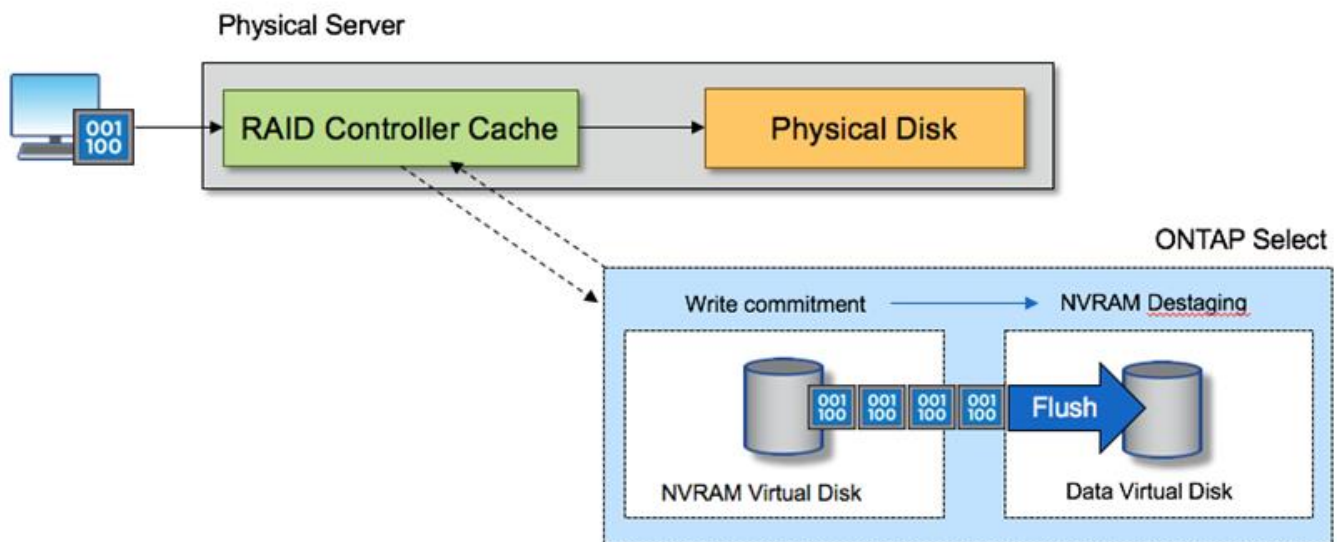 Physical Server
001
100
RAID Controller Cache
Physical Disk
ONTAP Select
Write commitment
NVRAM Destaging
001
100
001
100
001
100
001
100
Flush
NVRAM Virtual Disk
Data Virtual Disk